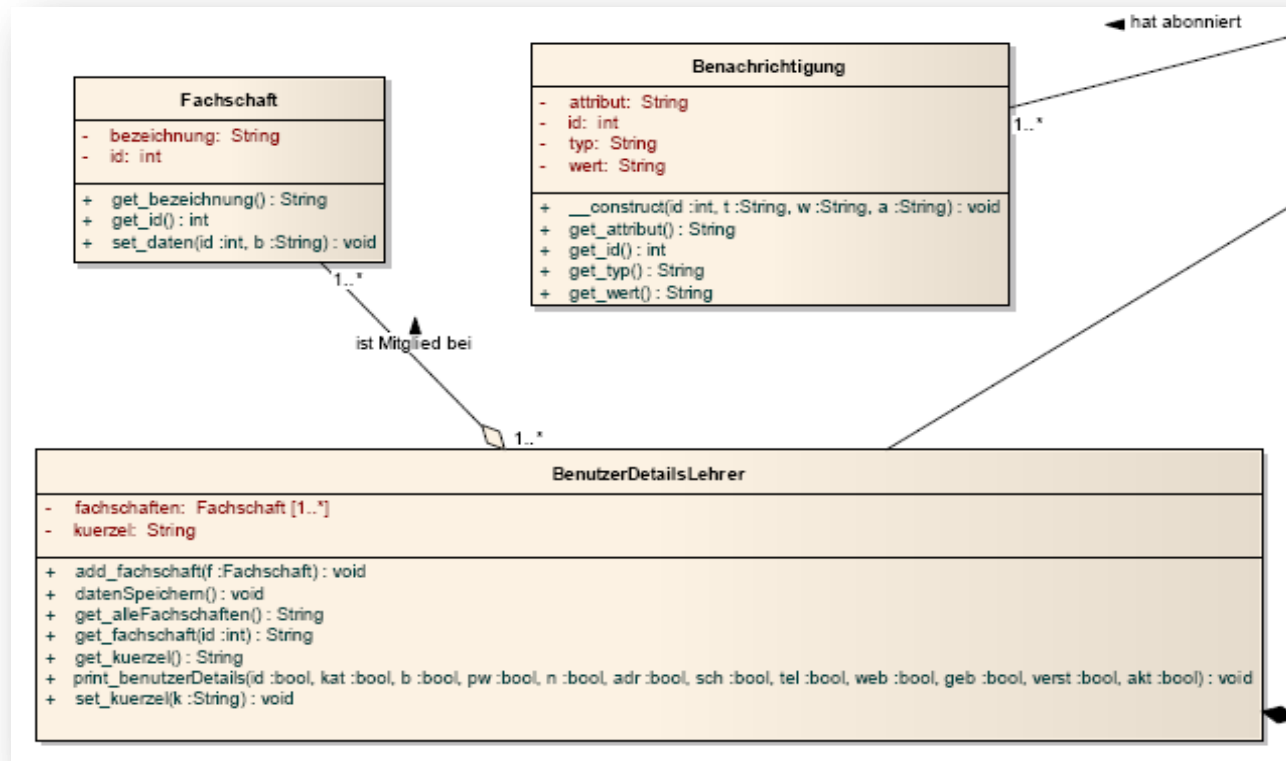 ◄ hat abonniert
Fachschaft
- bezeichnung: String
- id: int
+ get_bezeichnung() : String
+ get_id() : int
+ set_daten(id :int, b :String) : void
Benachrichtigung
- attribut: String
- id: int
- typ: String
- wert: String
+ __construct(id :int, t :String, w :String, a :String) : void
+ get_attribut() : String
+ get_id() : int
+ get_typ() : String
+ get_wert() : String
1..*
1..*
ist Mitglied bei
1..*
BenutzerDetailsLehrer
- fachschaften: Fachschaft [1..*]
- kuerzel: String
+ add_fachschaft(f :Fachschaft) : void
+ datenSpeichern() : void
+ get_alleFachschaften() : String
+ get_fachschaft(id :int) : String
+ get_kuerzel() : String
+ print_benutzerDetails(id :bool, kat :bool, b :bool, pw :bool, n :bool, adr :bool, sch :bool, tel :bool, web :bool, geb :bool, verst :bool, akt :bool) : void
+ set_kuerzel(k :String) : void